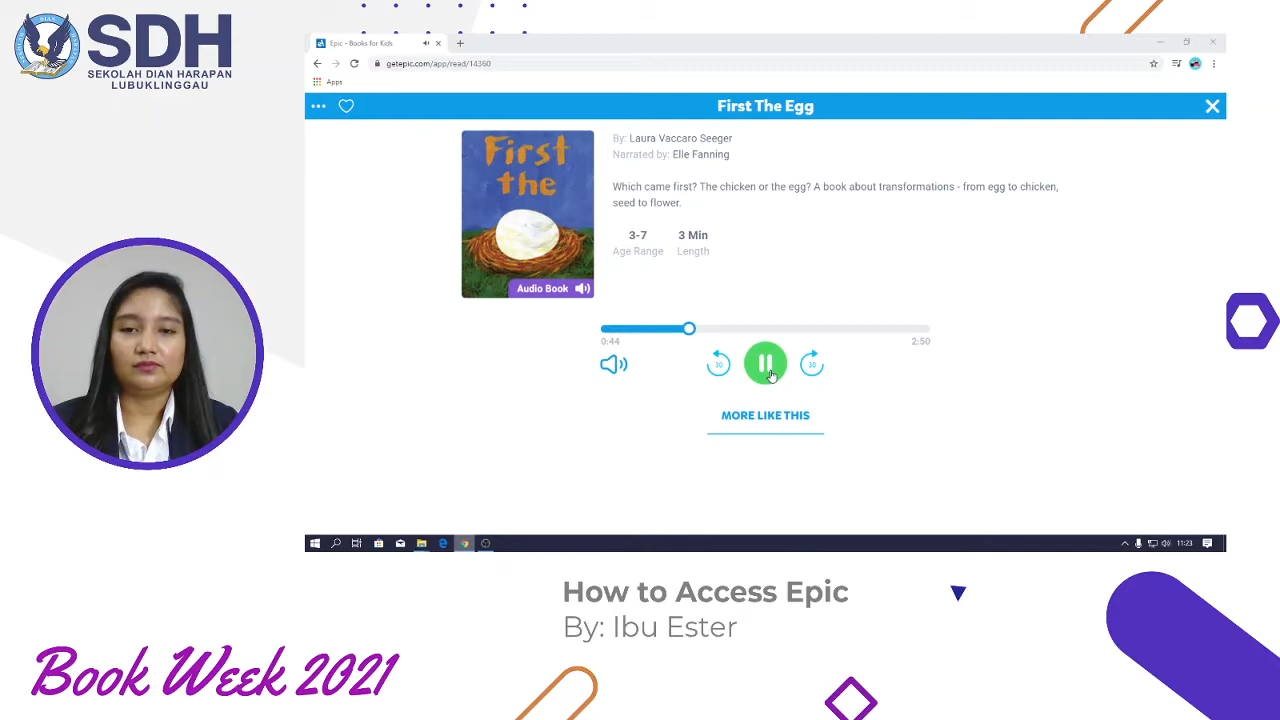 SDH
SEKOLAH DIAN HARAPAN
LUBUKLINGGAU
Epic - Books for Kids
getepic.com/app/read/14360
Apps
First The Egg
First
the
Audio Book
By: Laura Vaccaro Seeger
Narrated by: Elle Fanning
Which came first? The chicken or the egg? A book about transformations - from egg to chicken,
seed to flower.
3-7 3 Min
Age Range Length
0:44 2:50
30 30
MORE LIKE THIS
11:23
How to Access Epic
By: Ibu Ester
Book Week 2021